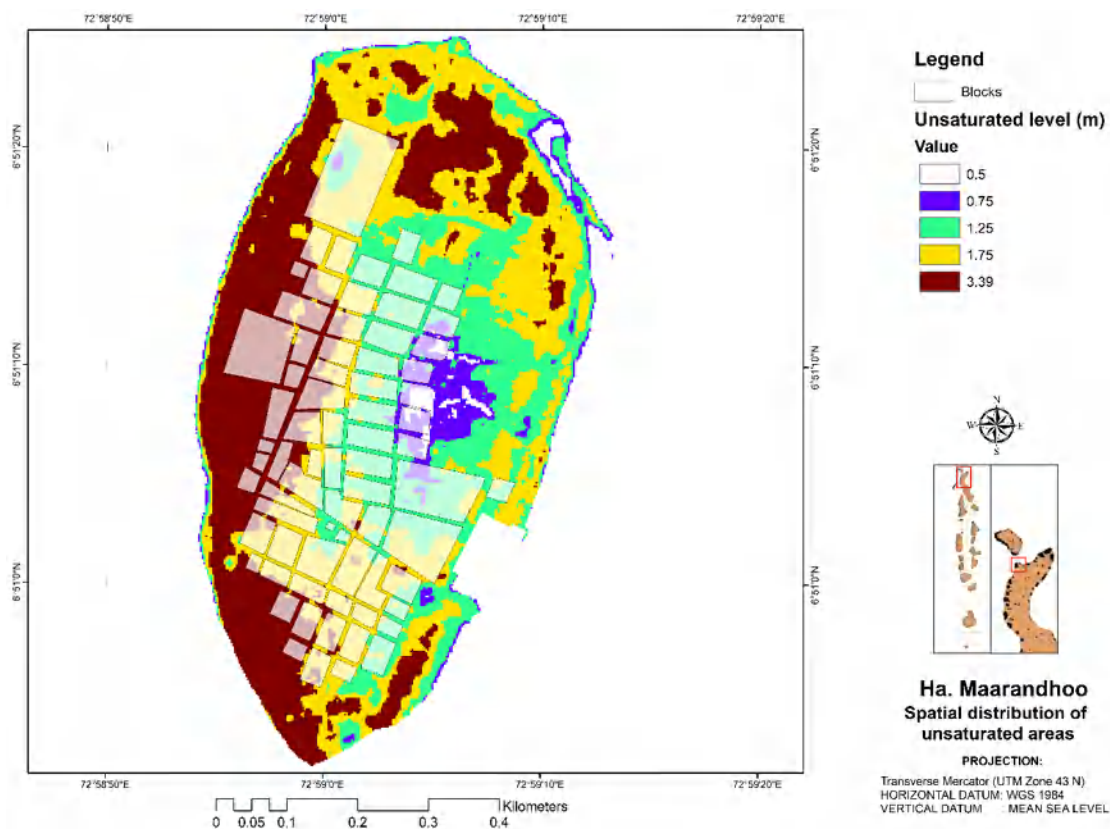 72°58'50"E 72°59'0"E 72°59'10"E 72°59'20"E
6°51'20"N 6°51'20"N
6°51'10"N 6°51'10"N
6°51'0"N 6°51'0"N
72°58'50"E 72°59'0"E 72°59'10"E 72°59'20"E
Kilometers
0 0.05 0.1 0.2 0.3 0.4
Legend
Blocks
Unsaturated level (m)
Value
0.5
0.75
1.25
1.75
3.39
N
W E
S
Ha. Maarandhoo
Spatial distribution of
unsaturated areas
PROJECTION:
Transverse Mercator (UTM Zone 43 N)
HORIZONTAL DATUM: WGS 1984
VERTICAL DATUM : MEAN SEA LEVEL